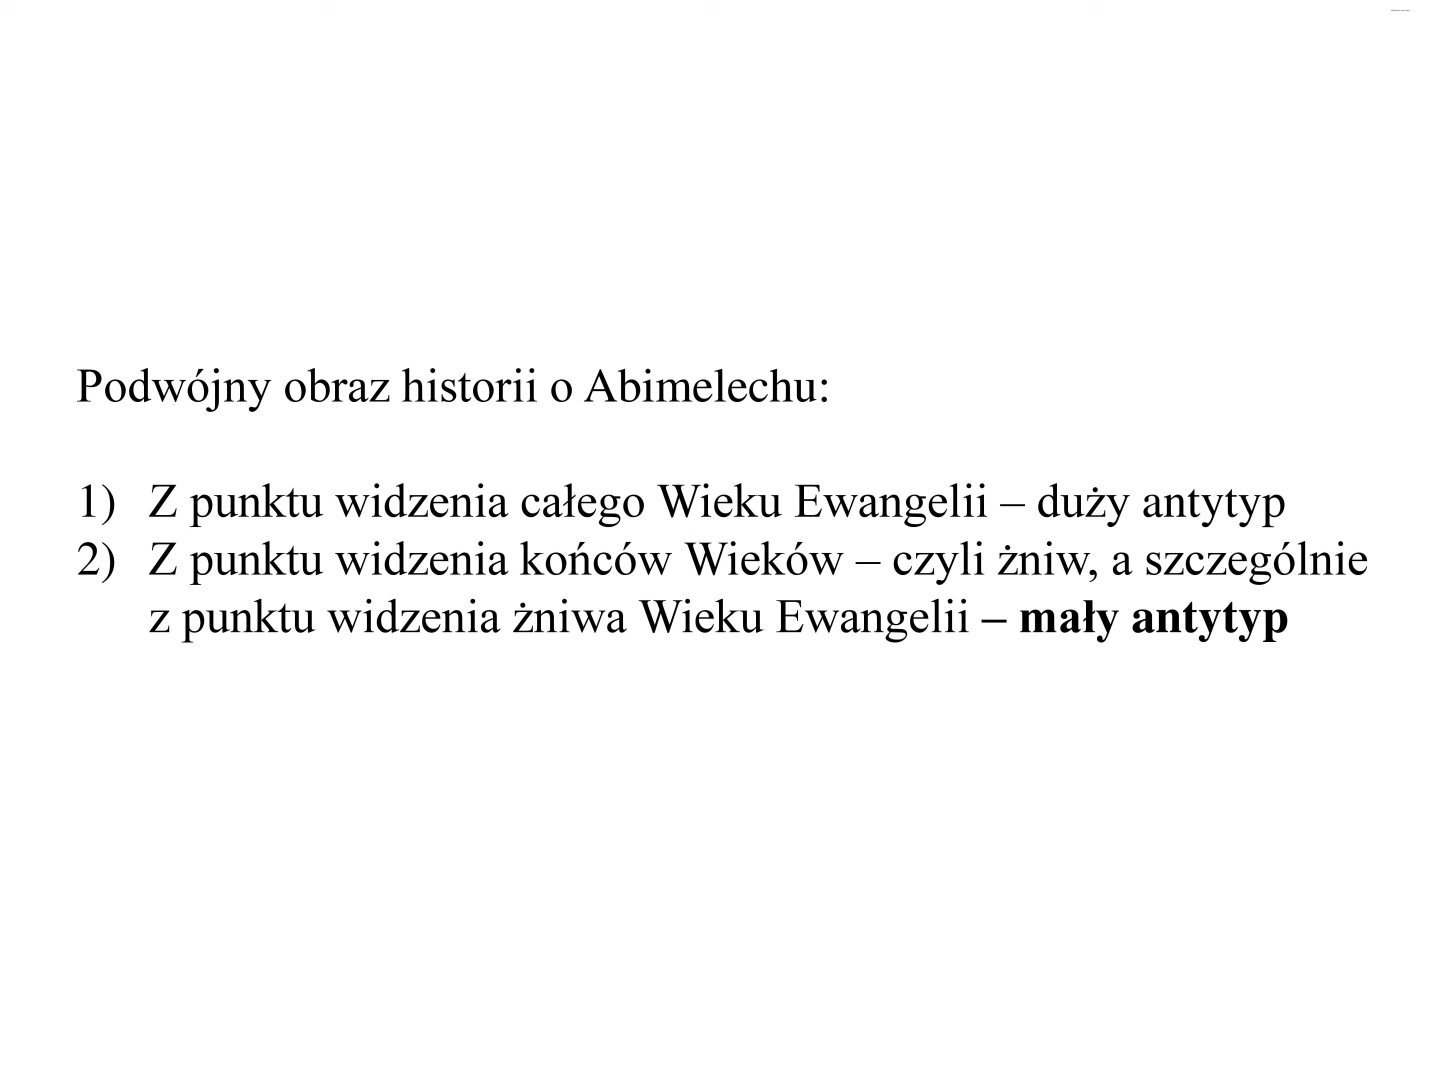 Podwójny obraz historii o Abimelechu:
1) Z punktu widzenia całego Wieku Ewangelii – duży antytyp
2) Z punktu widzenia końców Wieków – czyli żniw, a szczególnie
z punktu widzenia żniwa Wieku Ewangelii – mały antytyp